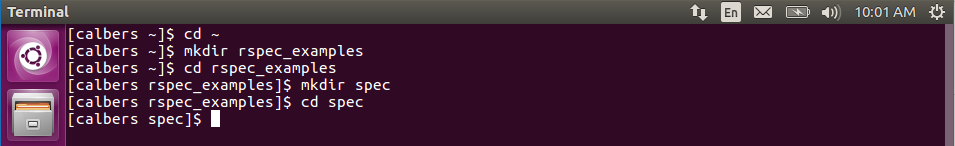 Terminal
En
10:01 AM
[calbers ~]$ cd ~
[calbers ~]$ mkdir rspec_examples
[calbers ~]$ cd rspec_examples
[calbers rspec_examples]$ mkdir spec
[calbers rspec_examples]$ cd spec
[calbers spec]$